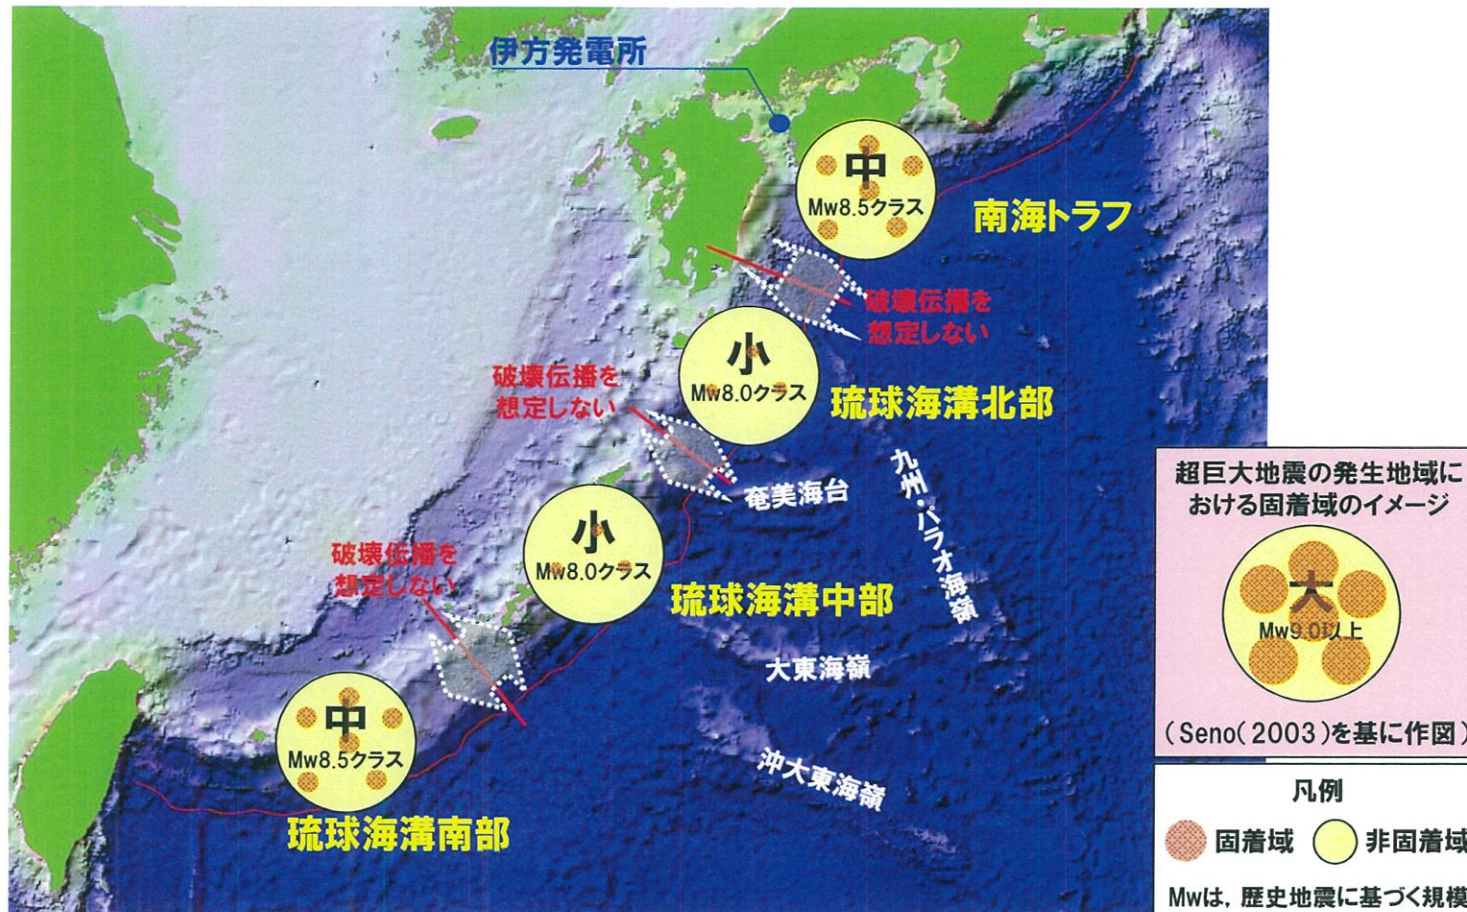 伊方発電所
中
Mw8.5クラス
南海トラフ
破壊伝播を
想定しない
小
Mw8.0クラス
琉球海溝北部
破壊伝播を
想定しない
奄美海台
九州・パラオ海嶺
小
Mw8.0クラス
琉球海溝中部
破壊伝播を
想定しない
大東海嶺
沖大東海嶺
中
Mw8.5クラス
琉球海溝南部
超巨大地震の発生地域に
おける固着域のイメージ
大
Mw9.0以上
(Seno(2003)を基に作図)
凡例
固着域 非固着域
Mwは,歴史地震に基づく規模